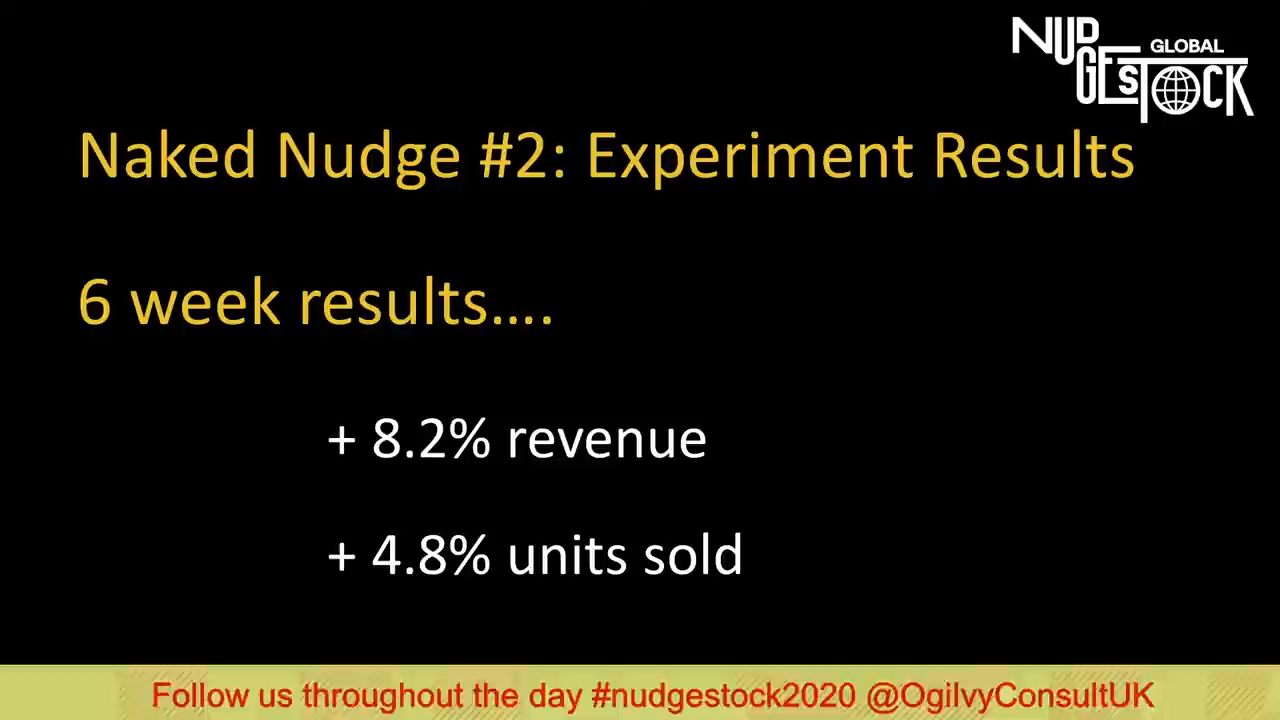 NUDGESTOCK GLOBAL
Naked Nudge #2: Experiment Results
6 week results....
+ 8.2% revenue
+ 4.8% units sold
Follow us throughout the day #nudgestock2020 @OgilvyConsultUK